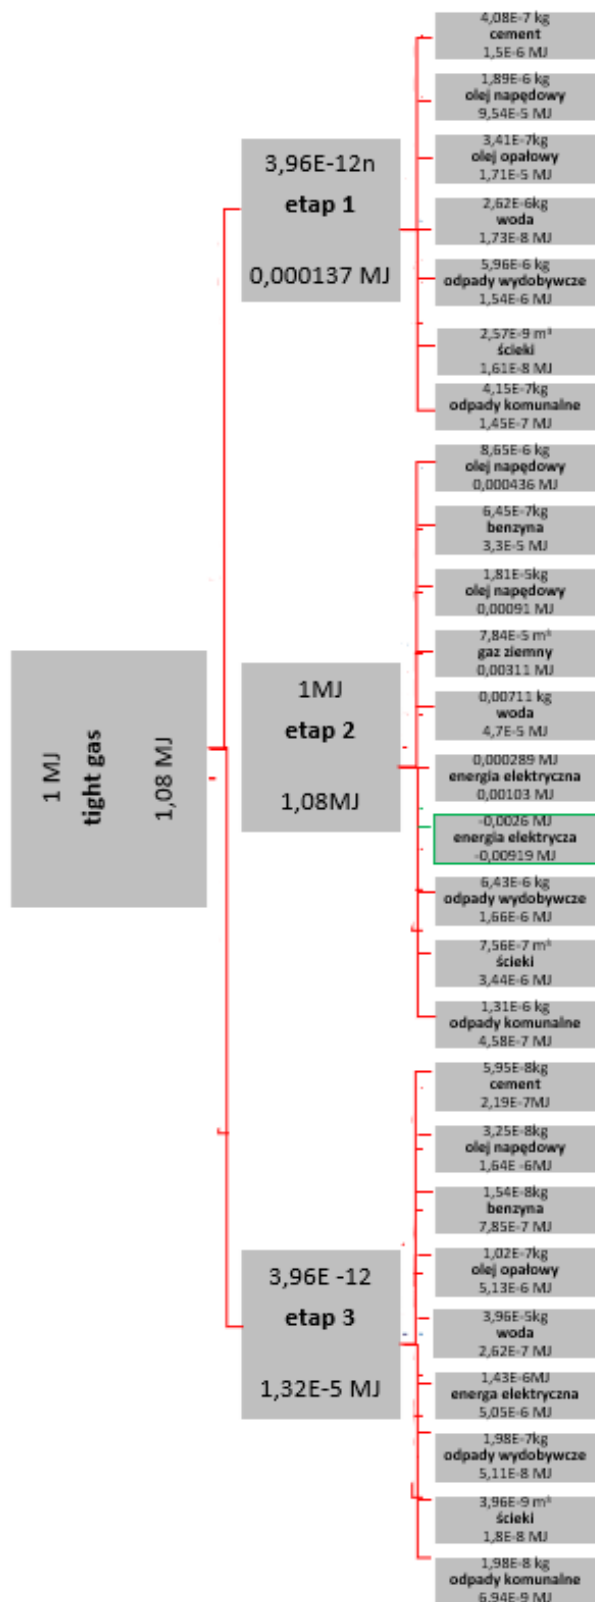 1 MJ
tight gas
1,08 MJ
3,96E-12n
etap 1
0,000137 MJ
4,08E-7 kg
cement
1,5E-6 MJ
1,89E-6 kg
olej napędowy
9,54E-5 MJ
3,41E-7kg
olej opałowy
1,71E-5 MJ
2,62E-6kg
woda
1,73E-8 MJ
5,96E-6 kg
odpady wydobywcze
1,54E-6 MJ
2,57E-9 m³
ścieki
1,61E-8 MJ
4,15E-7kg
odpady komunalne
1,45E-7 MJ
1MJ
etap 2
1,08MJ
8,65E-6 kg
olej napędowy
0,000436 MJ
6,45E-7kg
benzyna
3,3E-5 MJ
1,81E-5kg
olej napędowy
0,00091 MJ
7,84E-5 m³
gaz ziemny
0,00311 MJ
0,00711 kg
woda
4,7E-5 MJ
0,000289 MJ
energia elektryczna
0,00103 MJ
-0,0026 MJ
energia elektrycza
-0,00919 MJ
6,43E-6 kg
odpady wydobywcze
1,66E-6 MJ
7,56E-7 m³
ścieki
3,44E-6 MJ
1,31E-6 kg
odpady komunalne
4,58E-7 MJ
3,96E -12
etap 3
1,32E-5 MJ
5,95E-8kg
cement
2,19E-7MJ
3,25E-8kg
olej napędowy
1,64E -6MJ
1,54E-8kg
benzyna
7,85E-7 MJ
1,02E-7kg
olej opałowy
5,13E-6 MJ
3,96E-5kg
woda
2,62E-7 MJ
1,43E-6MJ
energa elektryczna
5,05E-6 MJ
1,98E-7kg
odpady wydobywcze
5,11E-8 MJ
3,96E-9 m³
ścieki
1,8E-8 MJ
1,98E-8 kg
odpady komunalne
6,94E-9 MJ